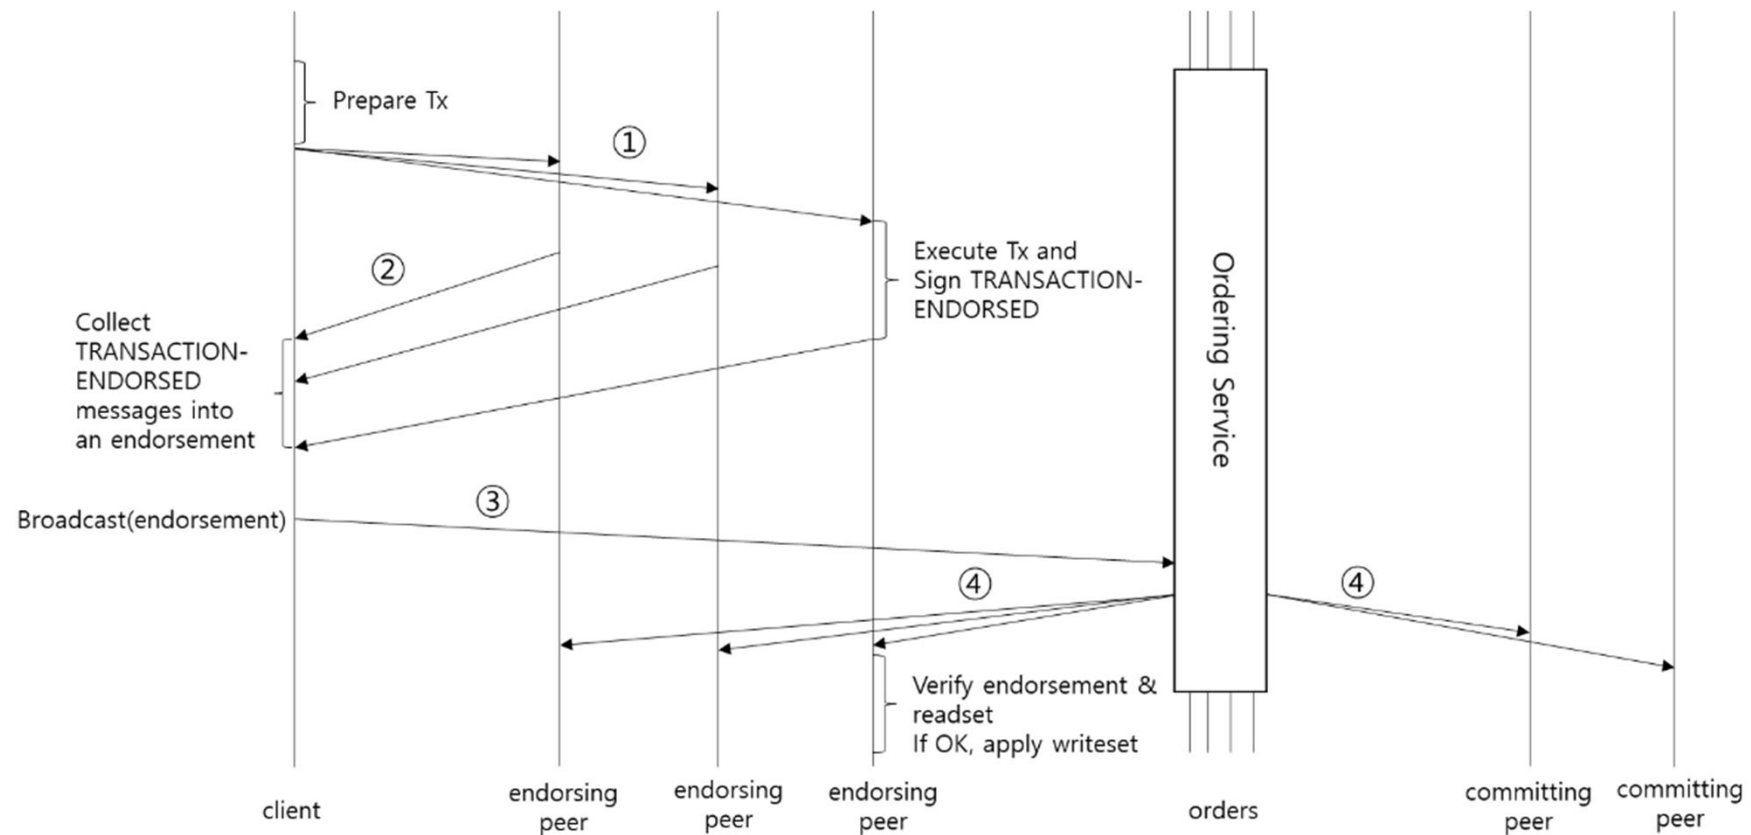 Prepare Tx
①
②
Execute Tx and
Sign TRANSACTION-
ENDORSED
Collect
TRANSACTION-
ENDORSED
messages into
an endorsement
Ordering Service
③
Broadcast(endorsement)
④
④
Verify endorsement &
readset
If OK, apply writeset
client
endorsing
peer
endorsing
peer
endorsing
peer
orders
committing
peer
committing
peer